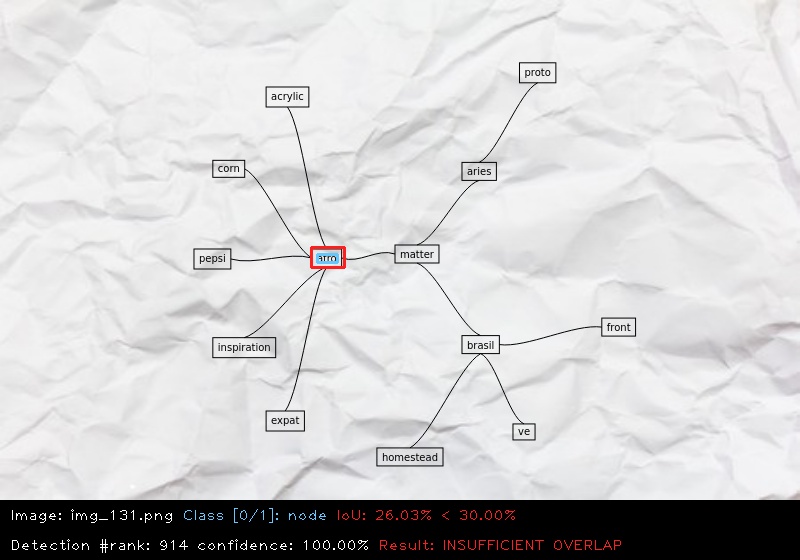 proto
acrylic
corn
aries
pepsi
matter
front
inspiration
brasil
expat
ve
homestead
Image: img_131.png Class [0/1]: node IoU: 26.03% < 30.00%
Detection #rank: 914 confidence: 100.00% Result: INSUFFICIENT OVERLAP